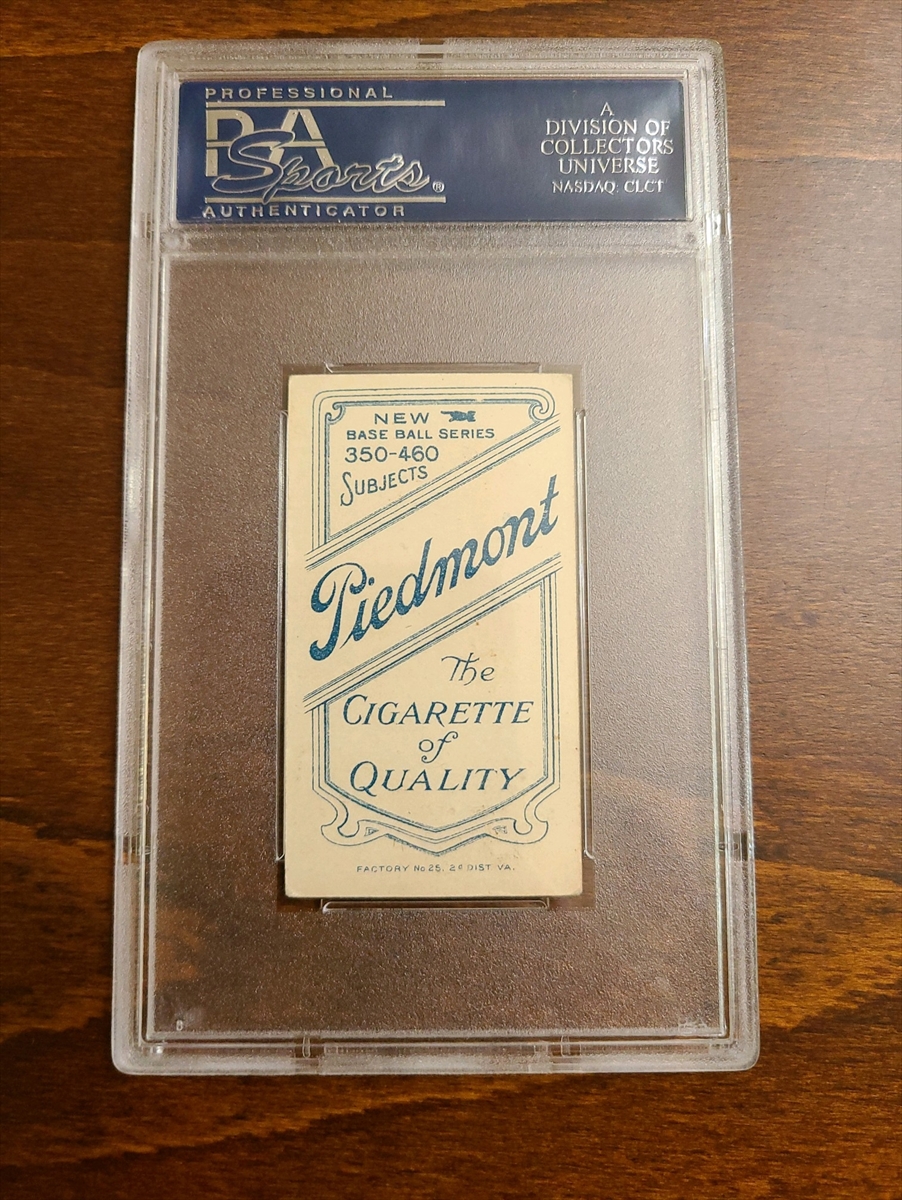 PROFESSIONAL
PSA
Sports®
AUTHENTICATOR
A
DIVISION OF
COLLECTORS
UNIVERSE
NASDAQ: CLCT
NEW
BASE BALL SERIES
350-460
SUBJECTS
Piedmont
The
CIGARETTE
of
QUALITY
FACTORY No 25, 2d DIST. VA.